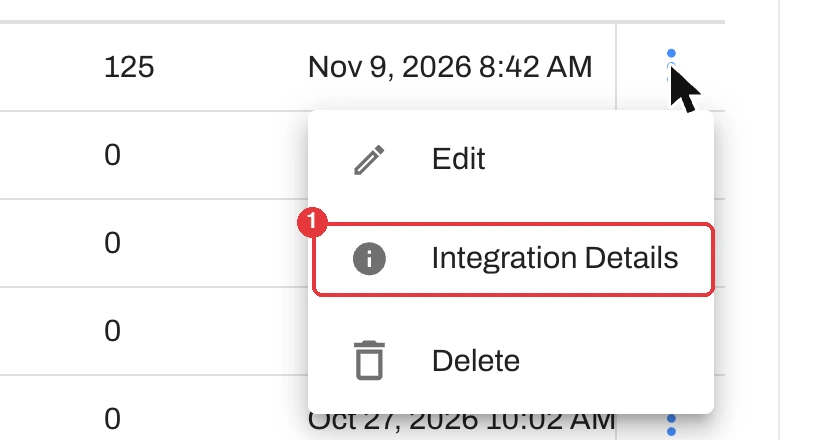 125 Nov 9, 2026 8:42 AM
0
Edit
0
1
Integration Details
0
Delete
0 Oct 27, 2026 10:02 AM